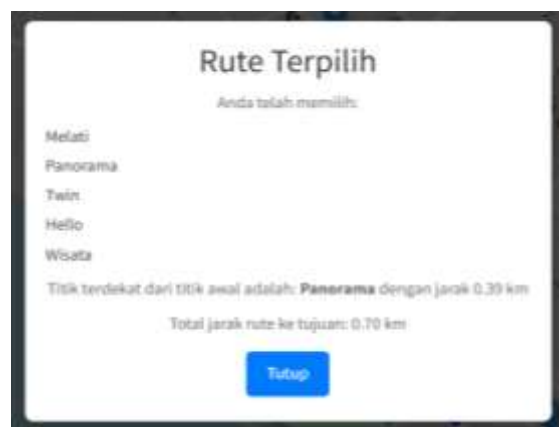 Rute Terpilih
Anda telah memilih:
Melati
Panorama
Twin
Hello
Wisata
Titik terdekat dari titik awal adalah: Panorama dengan jarak 0.39 km
Total jarak rute ke tujuan: 0.70 km
Tutup